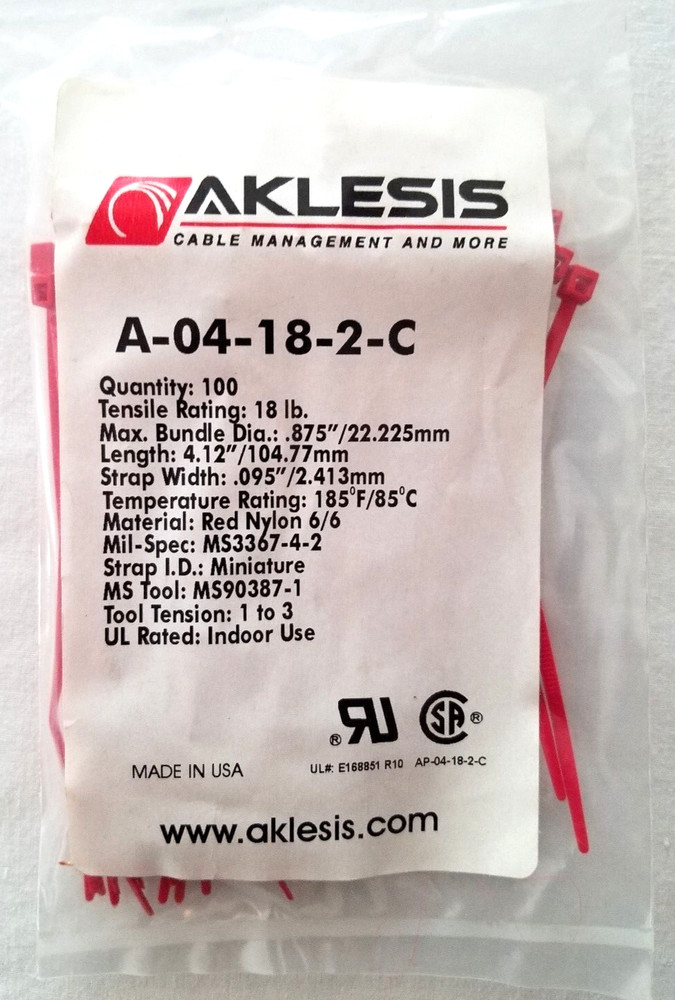 AKLESIS
CABLE MANAGEMENT AND MORE
A-04-18-2-C
Quantity: 100
Tensile Rating: 18 lb.
Max. Bundle Dia.: .875"/22.225mm
Length: 4.12"/104.77mm
Strap Width: .095"/2.413mm
Temperature Rating: 185°F/85°C
Material: Red Nylon 6/6
Mil-Spec: MS3367-4-2
Strap I.D.: Miniature
MS Tool: MS90387-1
Tool Tension: 1 to 3
UL Rated: Indoor Use
® RU SA ®
MADE IN USA
UL#: E168851 R10 AP-04-18-2-C
www.aklesis.com